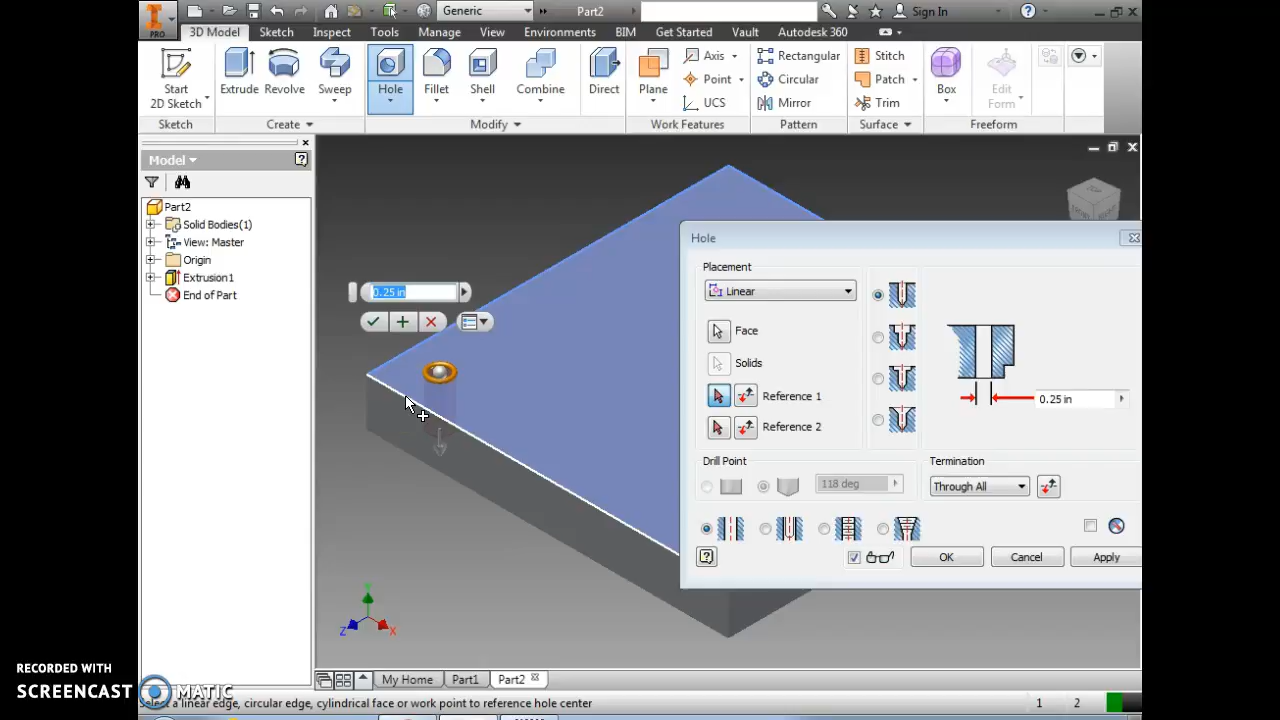 PRO
Generic
Part2
Sign In
3D Model Sketch Inspect Tools Manage View Environments BIM Get Started Vault Autodesk 360
Start
2D Sketch
Extrude Revolve Sweep
Hole Fillet Shell Combine Direct
Plane
Axis
Point
UCS
Rectangular
Circular
Mirror
Stitch
Patch
Trim
Box
Edit
Form
Sketch Create Modify Work Features Pattern Surface Freeform
Model
Part2
Solid Bodies(1)
View: Master
Origin
Extrusion1
End of Part
0.25 in
Hole
Placement
Linear
Face
Solids
Reference 1
Reference 2
0.25 in
Drill Point
118 deg
Termination
Through All
OK
Cancel
Apply
Y
Z
X
My Home Part1 Part2
a linear edge, circular edge, cylindrical face or work point to reference hole center
1 2
RECORDED WITH
SCREENCAST MATIC